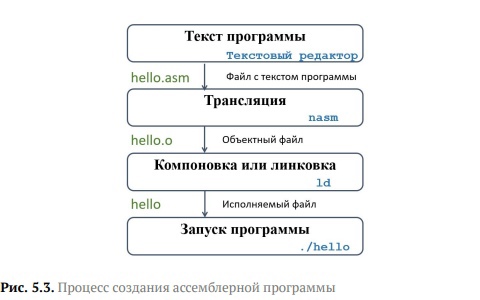 Текст программы
Текстовый редактор
hello.asm Файл с текстом программы
Трансляция
nasm
hello.o Объектный файл
Компоновка или линковка
ld
hello Исполняемый файл
Запуск программы
./hello
Рис. 5.3. Процесс создания ассемблерной программы